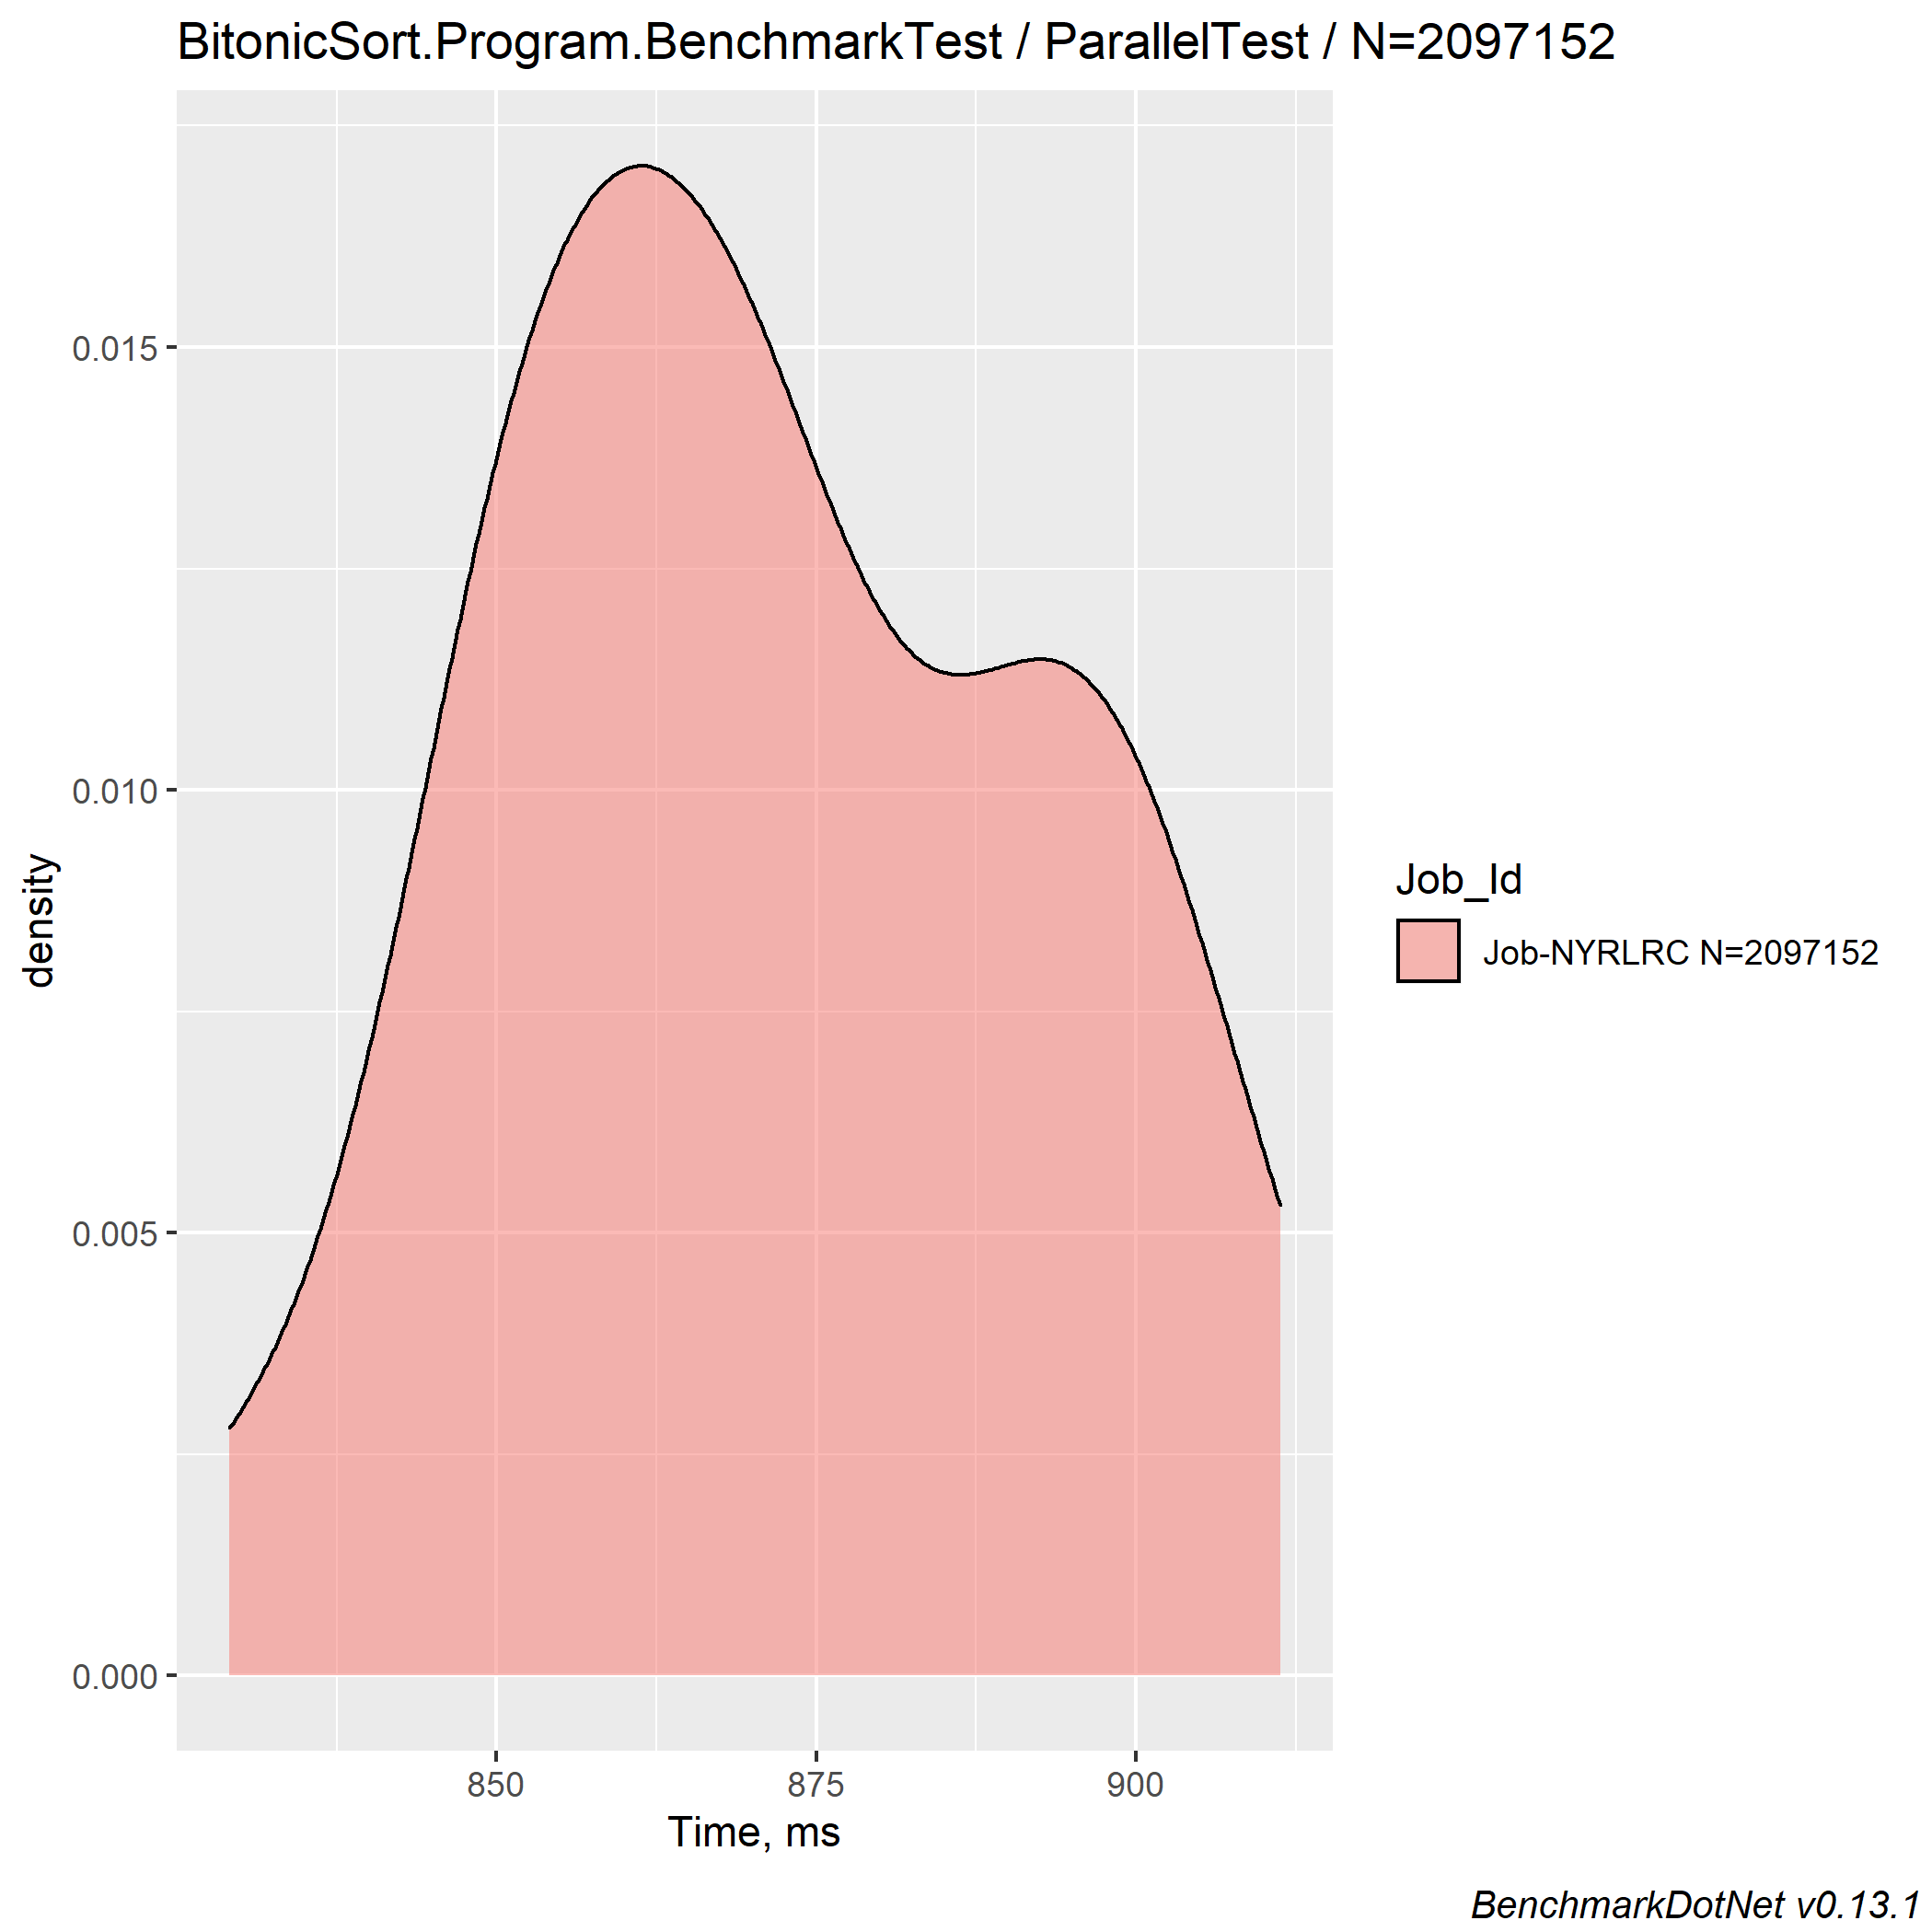 BitonicSort.Program.BenchmarkTest / ParallelTest / N=2097152
0.015
0.010
0.005
0.000
density
850 875 900
Time, ms
Job_Id
Job-NYRLRC N=2097152
BenchmarkDotNet v0.13.1